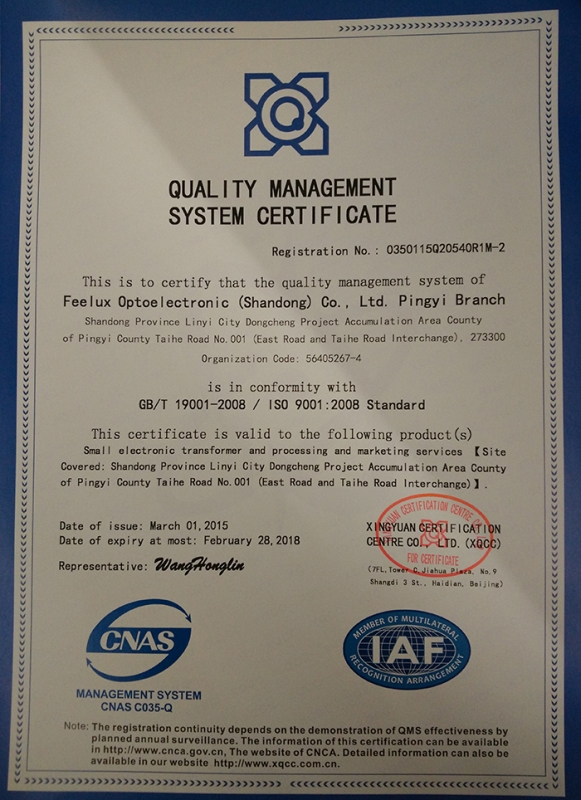 QUALITY MANAGEMENT
SYSTEM CERTIFICATE
Registration No.: 0350115Q20540R1M-2
This is to certify that the quality management system of
Feelux Optoelectronic (Shandong) Co., Ltd. Pingyi Branch
Shandong Province Linyi City Dongcheng Project Accumulation Area County
of Pingyi County Taihe Road No.001 (East Road and Taihe Road Interchange), 273300
Organization Code: 56405267-4
is in conformity with
GB/T 19001-2008 / ISO 9001:2008 Standard
This certificate is valid to the following product(s)
Small electronic transformer and processing and marketing services 【Site
Covered: Shandong Province Linyi City Dongcheng Project Accumulation Area County
of Pingyi County Taihe Road No.001 (East Road and Taihe Road Interchange)】.
Date of issue: March 01, 2015
Date of expiry at most: February 28, 2018
Representative: WangHonglin
XINGYUAN CERTIFICATION
CENTRE CO., LTD. (XQCC)
(7FL, Tower C, Jiahua Plaza, No.9
Shangdi 3 St., Haidian, Beijing)
CERTIFICATION CENTRE
FOR CERTIFICATE
CNAS
MANAGEMENT SYSTEM
CNAS C035-Q
MEMBER OF MULTILATERAL
IAF
RECOGNITION ARRANGEMENT
Note: The registration continuity depends on the demonstration of QMS effectiveness by
planned annual surveillance. The information of this certification can be available
in http://www.cnca.gov.cn, The website of CNCA. Detailed information can also be
available in our website http://www.xqcc.com.cn.